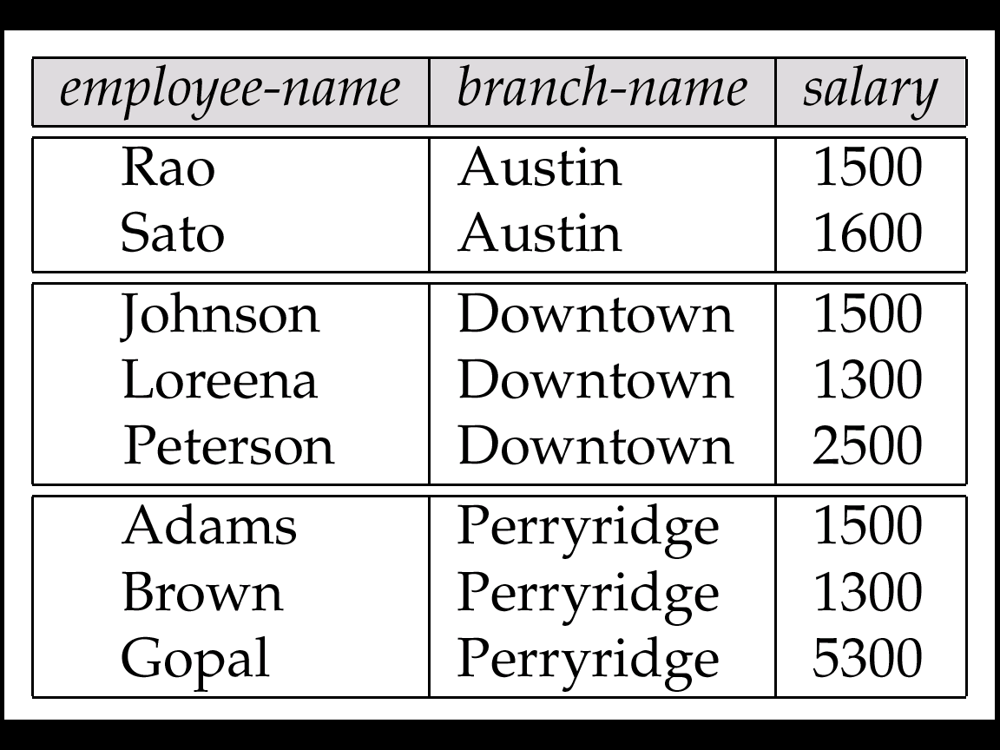 employee-name branch-name salary
Rao Austin 1500
Sato Austin 1600
Johnson Downtown 1500
Loreena Downtown 1300
Peterson Downtown 2500
Adams Perryridge 1500
Brown Perryridge 1300
Gopal Perryridge 5300